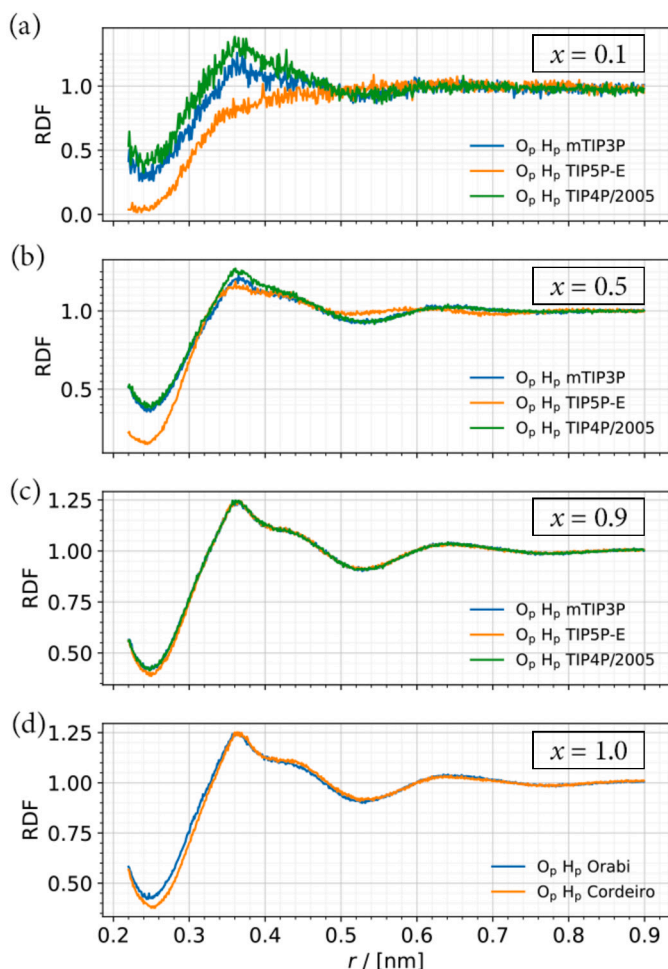 (a)
x = 0.1
RDF
1.0
0.5
0.0
Oₚ Hₚ mTIP3P
Oₚ Hₚ TIP5P-E
Oₚ Hₚ TIP4P/2005
(b)
x = 0.5
RDF
1.0
0.5
Oₚ Hₚ mTIP3P
Oₚ Hₚ TIP5P-E
Oₚ Hₚ TIP4P/2005
(c)
x = 0.9
RDF
1.25
1.00
0.75
0.50
Oₚ Hₚ mTIP3P
Oₚ Hₚ TIP5P-E
Oₚ Hₚ TIP4P/2005
(d)
x = 1.0
RDF
1.25
1.00
0.75
0.50
Oₚ Hₚ Orabi
Oₚ Hₚ Cordeiro
0.2 0.3 0.4 0.5 0.6 0.7 0.8 0.9
r / [nm]